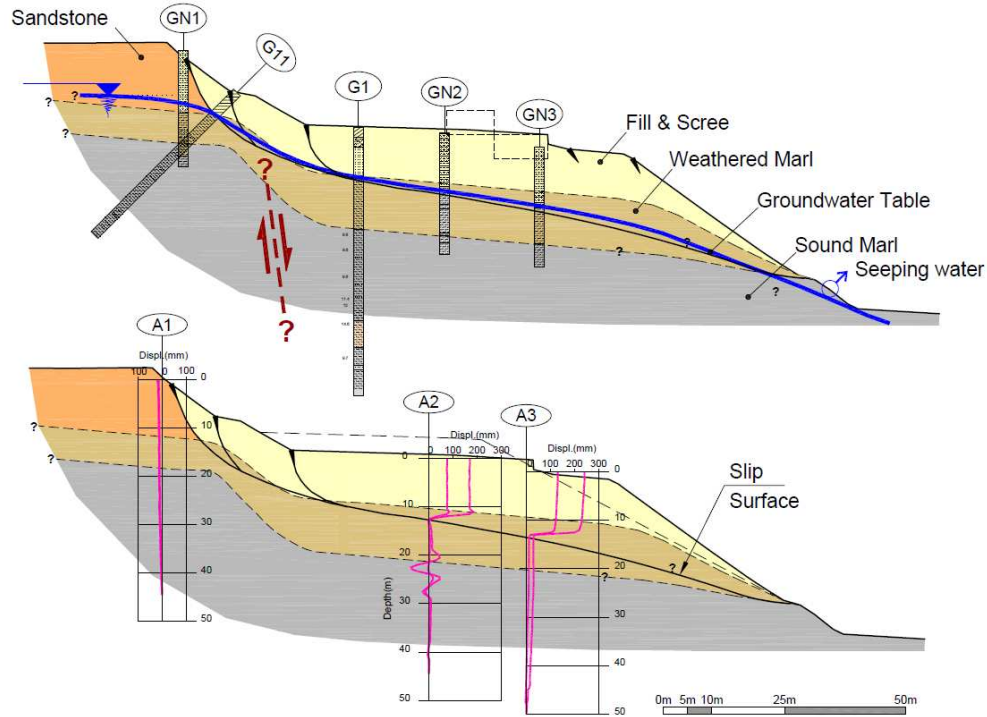 Sandstone
GN1
G11
G1
GN2
GN3
Fill & Scree
Weathered Marl
Groundwater Table
Sound Marl
Seeping water
?
?
?
?
?
?
?
A1
Displ.(mm)
100 0 100
0
10
20
30
40
50
A2
Displ.(mm)
0 100 200 300
10
20
30
40
50
Depth(m)
A3
Displ.(mm)
0 100 200 300
0
10
20
30
40
50
Slip
Surface
?
?
?
?
0m 5m 10m 25m 50m